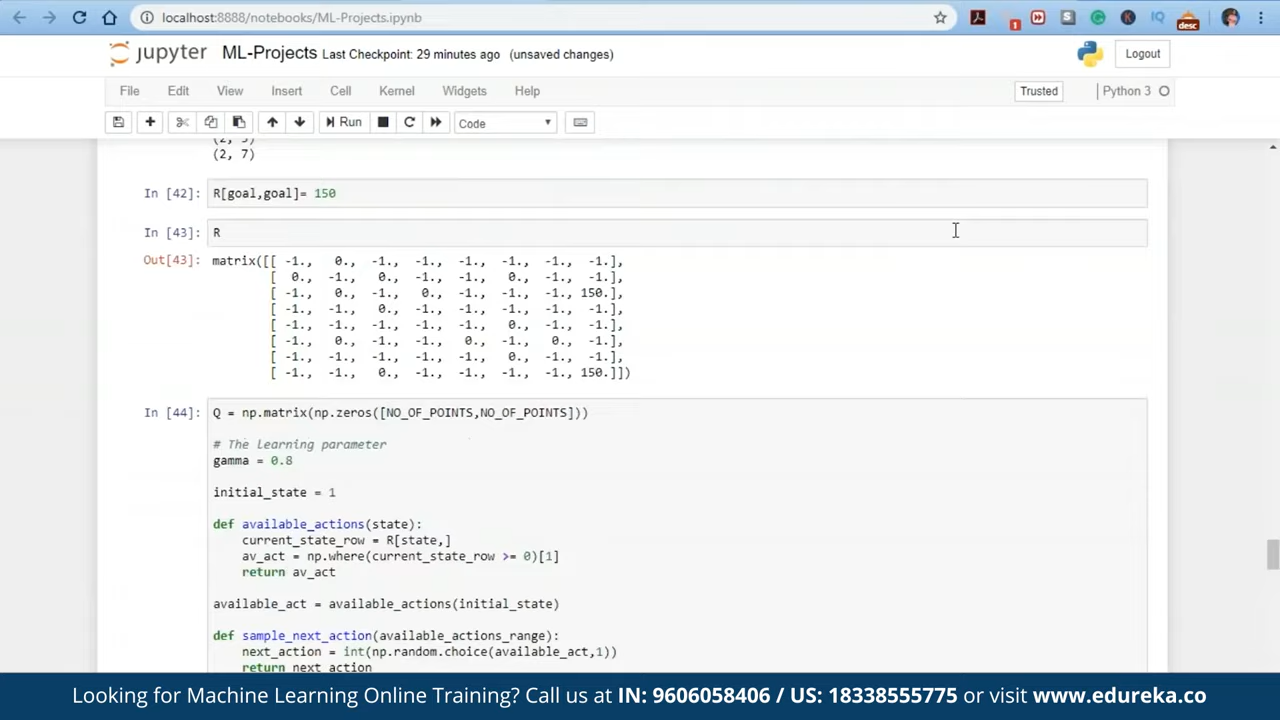 localhost:8888/notebooks/ML-Projects.ipynb
1
desc
jupyter ML-Projects Last Checkpoint: 29 minutes ago (unsaved changes)
Logout
File Edit View Insert Cell Kernel Widgets Help
Trusted
Python 3
Run
Code
(2, 7)
In [42]: R[goal,goal]= 150
In [43]: R
Out[43]: matrix([[ -1., 0., -1., -1., -1., -1., -1., -1.],
[ 0., -1., 0., -1., -1., 0., -1., -1.],
[ -1., 0., -1., 0., -1., -1., -1., 150.],
[ -1., -1., 0., -1., -1., -1., -1., -1.],
[ -1., -1., -1., -1., -1., 0., -1., -1.],
[ -1., 0., -1., -1., 0., -1., 0., -1.],
[ -1., -1., -1., -1., -1., 0., -1., -1.],
[ -1., -1., 0., -1., -1., -1., -1., 150.]])
In [44]: Q = np.matrix(np.zeros([NO_OF_POINTS,NO_OF_POINTS]))
# The learning parameter
gamma = 0.8
initial_state = 1
def available_actions(state):
current_state_row = R[state,]
av_act = np.where(current_state_row >= 0)[1]
return av_act
available_act = available_actions(initial_state)
def sample_next_action(available_actions_range):
next_action = int(np.random.choice(available_act,1))
return next_action
Looking for Machine Learning Online Training? Call us at IN: 9606058406 / US: 18338555775 or visit www.edureka.co